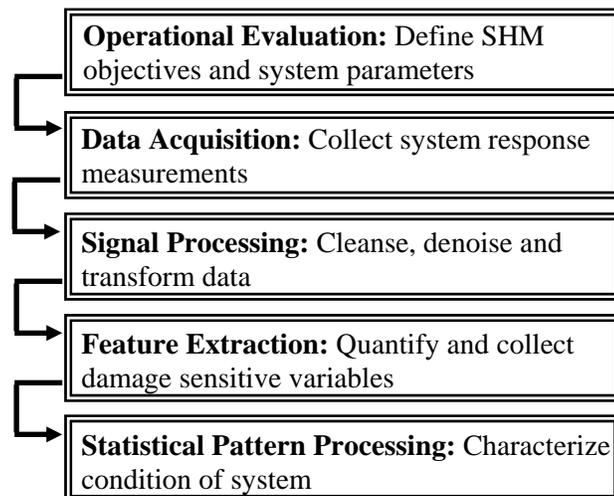 Operational Evaluation: Define SHM
objectives and system parameters
Data Acquisition: Collect system response
measurements
Signal Processing: Cleanse, denoise and
transform data
Feature Extraction: Quantify and collect
damage sensitive variables
Statistical Pattern Processing: Characterize
condition of system